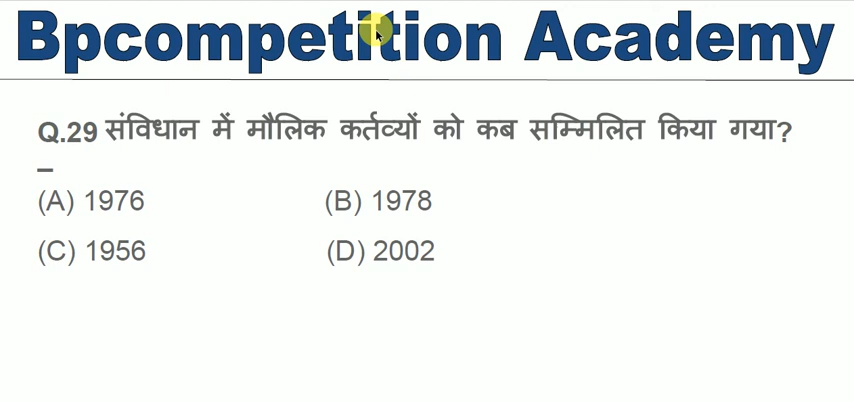 Bpcompetition Academy
Q.29 संविधान में मौलिक कर्तव्यों को कब सम्मिलित किया गया?
–
(A) 1976 (B) 1978
(C) 1956 (D) 2002